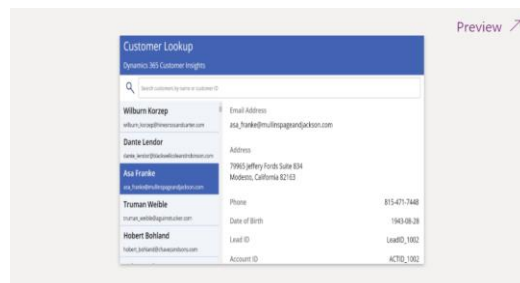 Preview
Customer Lookup
Dynamics 365 Customer Insights
Search customers by name or customer ID
Wilburn Korzep
Dante Lendor
Asa Franke
asa_franke@mullinspageandjackson.com
Truman Weible
Hobert Bohland
Email Address
asa_franke@mullinspageandjackson.com
Address
79965 Jeffery Fords Suite 834
Modesto, California 82163
Phone 815-471-7448
Date of Birth 1943-08-28
Lead ID LeadID_1002
Account ID ACTID_1002